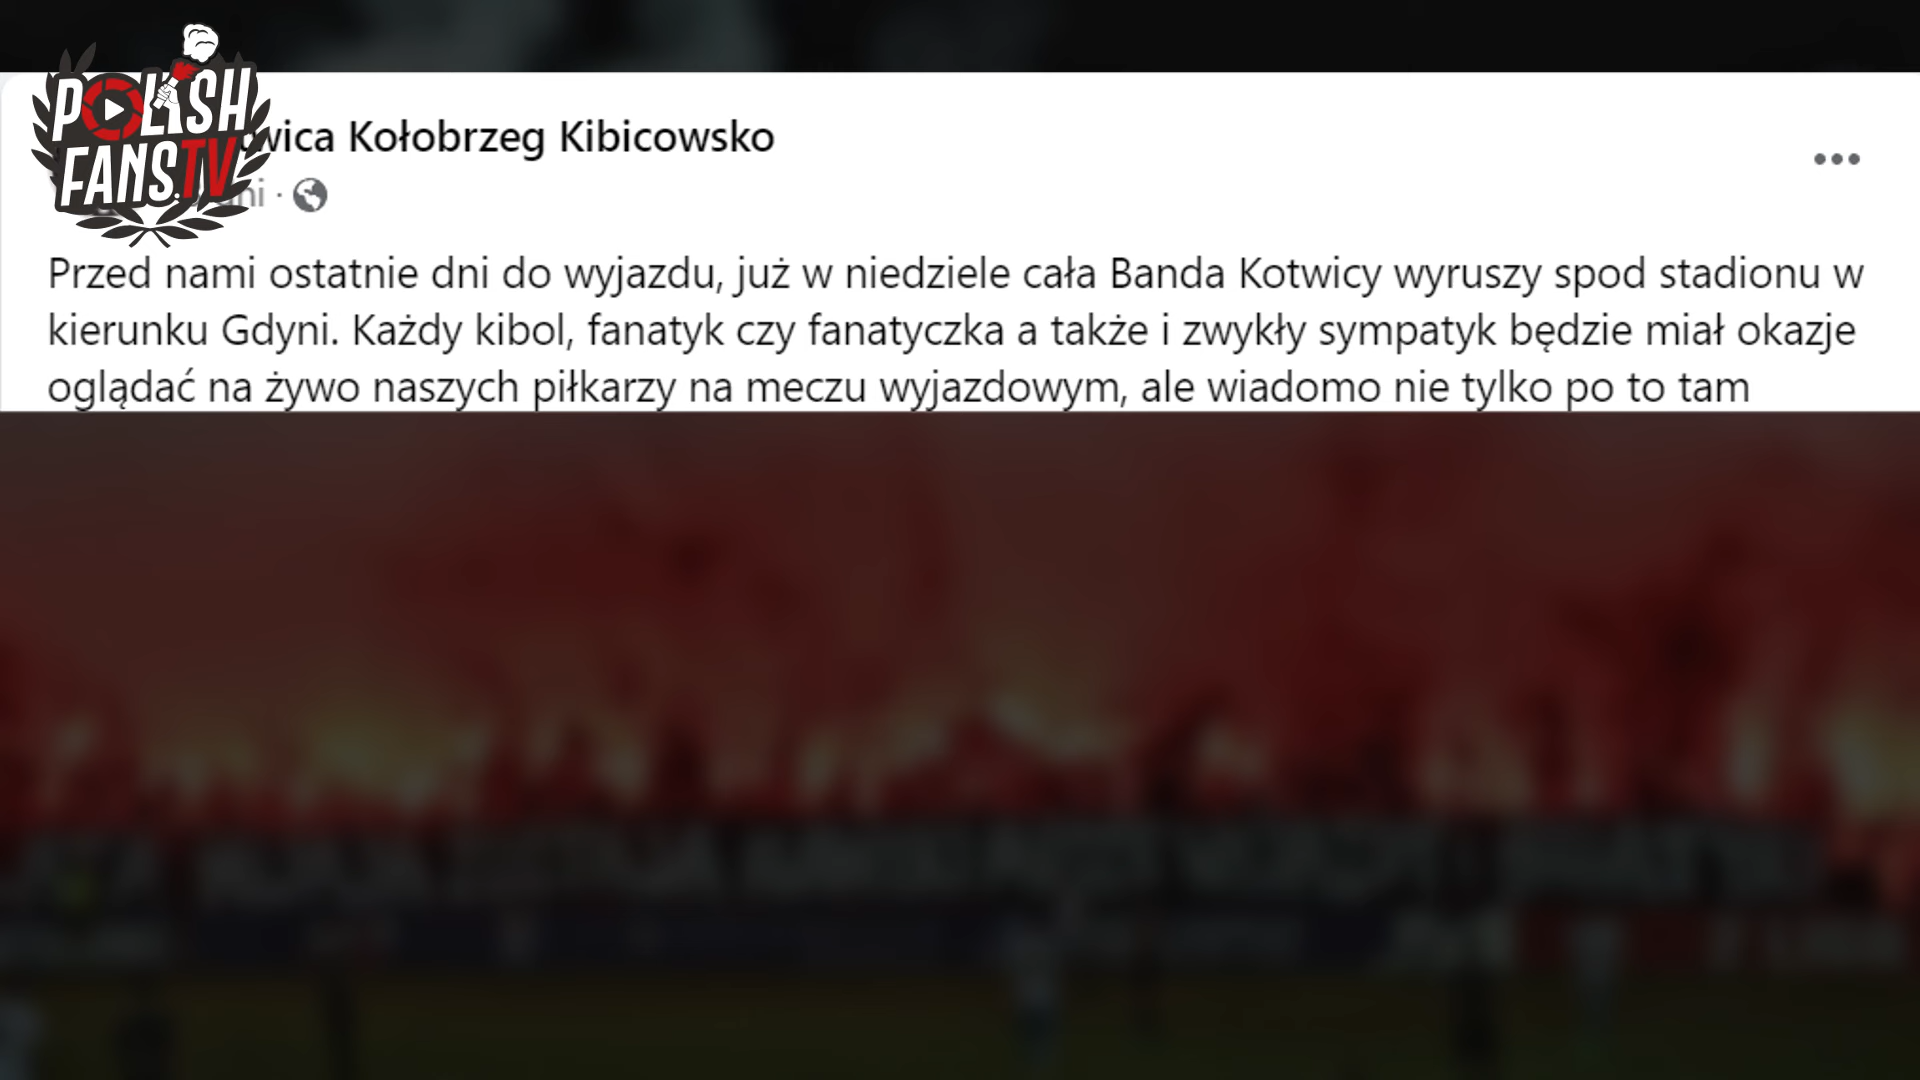 POLISH
FANS.TV
wica Kołobrzeg Kibicowsko
ni ·
Przed nami ostatnie dni do wyjazdu, już w niedziele cała Banda Kotwicy wyruszy spod stadionu w
kierunku Gdyni. Każdy kibol, fanatyk czy fanatyczka a także i zwykły sympatyk będzie miał okazje
oglądać na żywo naszych piłkarzy na meczu wyjazdowym, ale wiadomo nie tylko po to tam